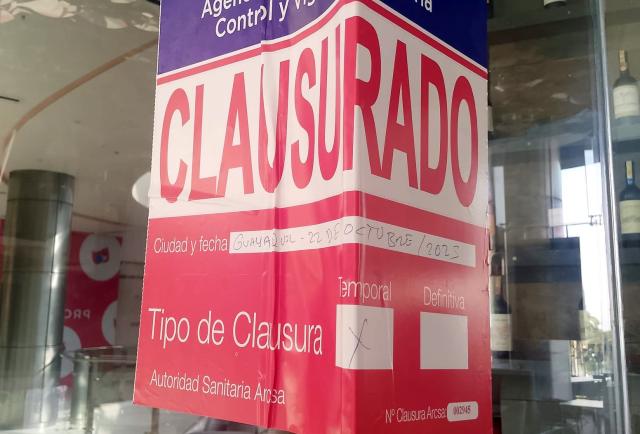 Control y
CLAUSURADO
Ciudad y fecha GUAYAQUIL - 22 DE OCTUBRE / 2023
Temporal Definitiva
Tipo de Clausura X
Autoridad Sanitaria Arcsa
Nº Clausura Arcsa: 002945